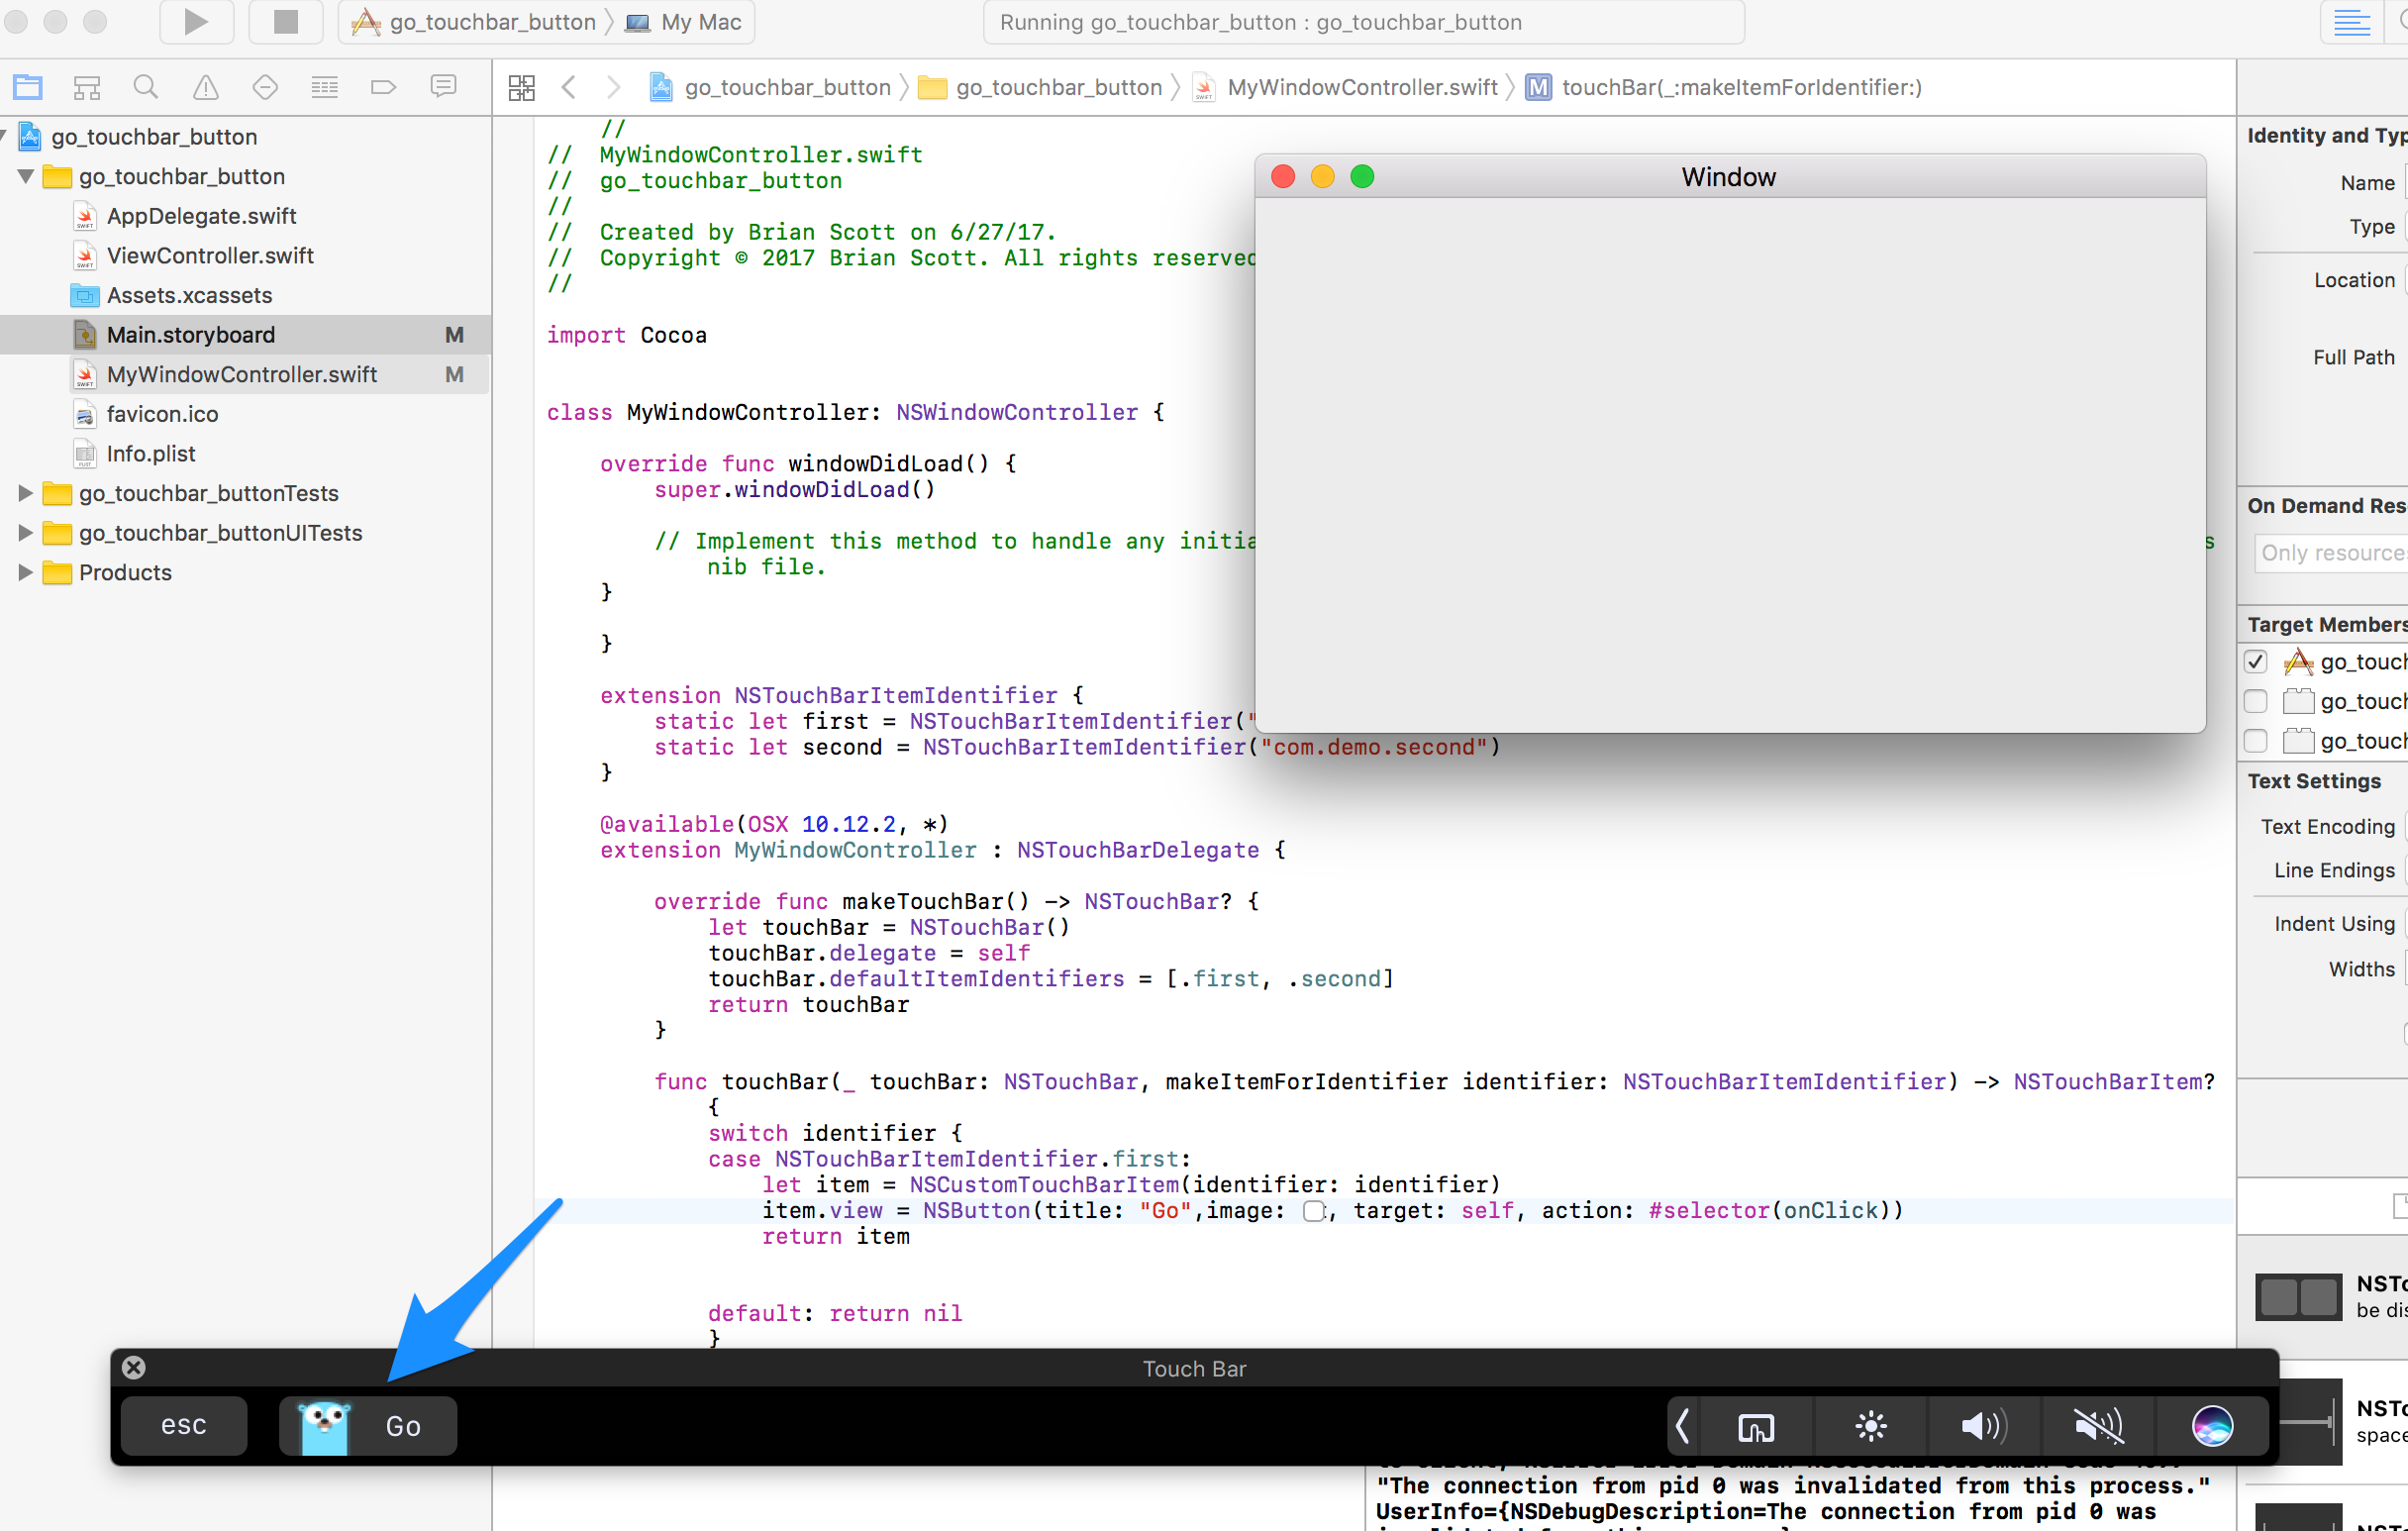 go_touchbar_button
My Mac
Running go_touchbar_button : go_touchbar_button
go_touchbar_button
go_touchbar_button
MyWindowController.swift
M
touchBar(_:makeItemForIdentifier:)
go_touchbar_button
go_touchbar_button
AppDelegate.swift
ViewController.swift
Assets.xcassets
Main.storyboard M
MyWindowController.swift M
favicon.ico
Info.plist
go_touchbar_buttonTests
go_touchbar_buttonUITests
Products
//
// MyWindowController.swift
// go_touchbar_button
//
// Created by Brian Scott on 6/27/17.
// Copyright © 2017 Brian Scott. All rights reserved
//
import Cocoa
class MyWindowController: NSWindowController {
override func windowDidLoad() {
super.windowDidLoad()
// Implement this method to handle any initia
s
nib file.
}
}
extension NSTouchBarItemIdentifier {
static let first = NSTouchBarItemIdentifier("
static let second = NSTouchBarItemIdentifier("com.demo.second")
}
@available(OSX 10.12.2, *)
extension MyWindowController : NSTouchBarDelegate {
override func makeTouchBar() -> NSTouchBar? {
let touchBar = NSTouchBar()
touchBar.delegate = self
touchBar.defaultItemIdentifiers = [.first, .second]
return touchBar
}
func touchBar(_ touchBar: NSTouchBar, makeItemForIdentifier identifier: NSTouchBarItemIdentifier) -> NSTouchBarItem?
{
switch identifier {
case NSTouchBarItemIdentifier.first:
let item = NSCustomTouchBarItem(identifier: identifier)
item.view = NSButton(title: "Go",image: , target: self, action: #selector(onClick))
return item
default: return nil
}
Window
Identity and Typ
Name
Type
Location
Full Path
On Demand Res
Only resource
Target Members
go_touch
go_touch
go_touch
Text Settings
Text Encoding
Line Endings
Indent Using
Widths
NSTo
be dis
NSTo
space
Touch Bar
esc
Go
"The connection from pid 0 was invalidated from this process."
UserInfo={NSDebugDescription=The connection from pid 0 was